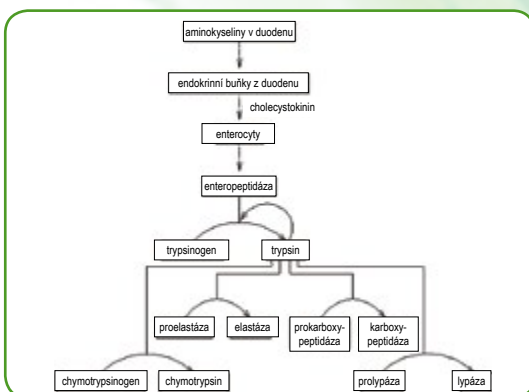 aminokyseliny v duodenu
endokrinní buňky z duodenu
cholecystokinin
enterocyty
enteropeptidáza
trypsinogen
trypsin
proelastáza
elastáza
prokarboxy-
peptidáza
karboxy-
peptidáza
chymotrypsinogen
chymotrypsin
prolypáza
lypáza